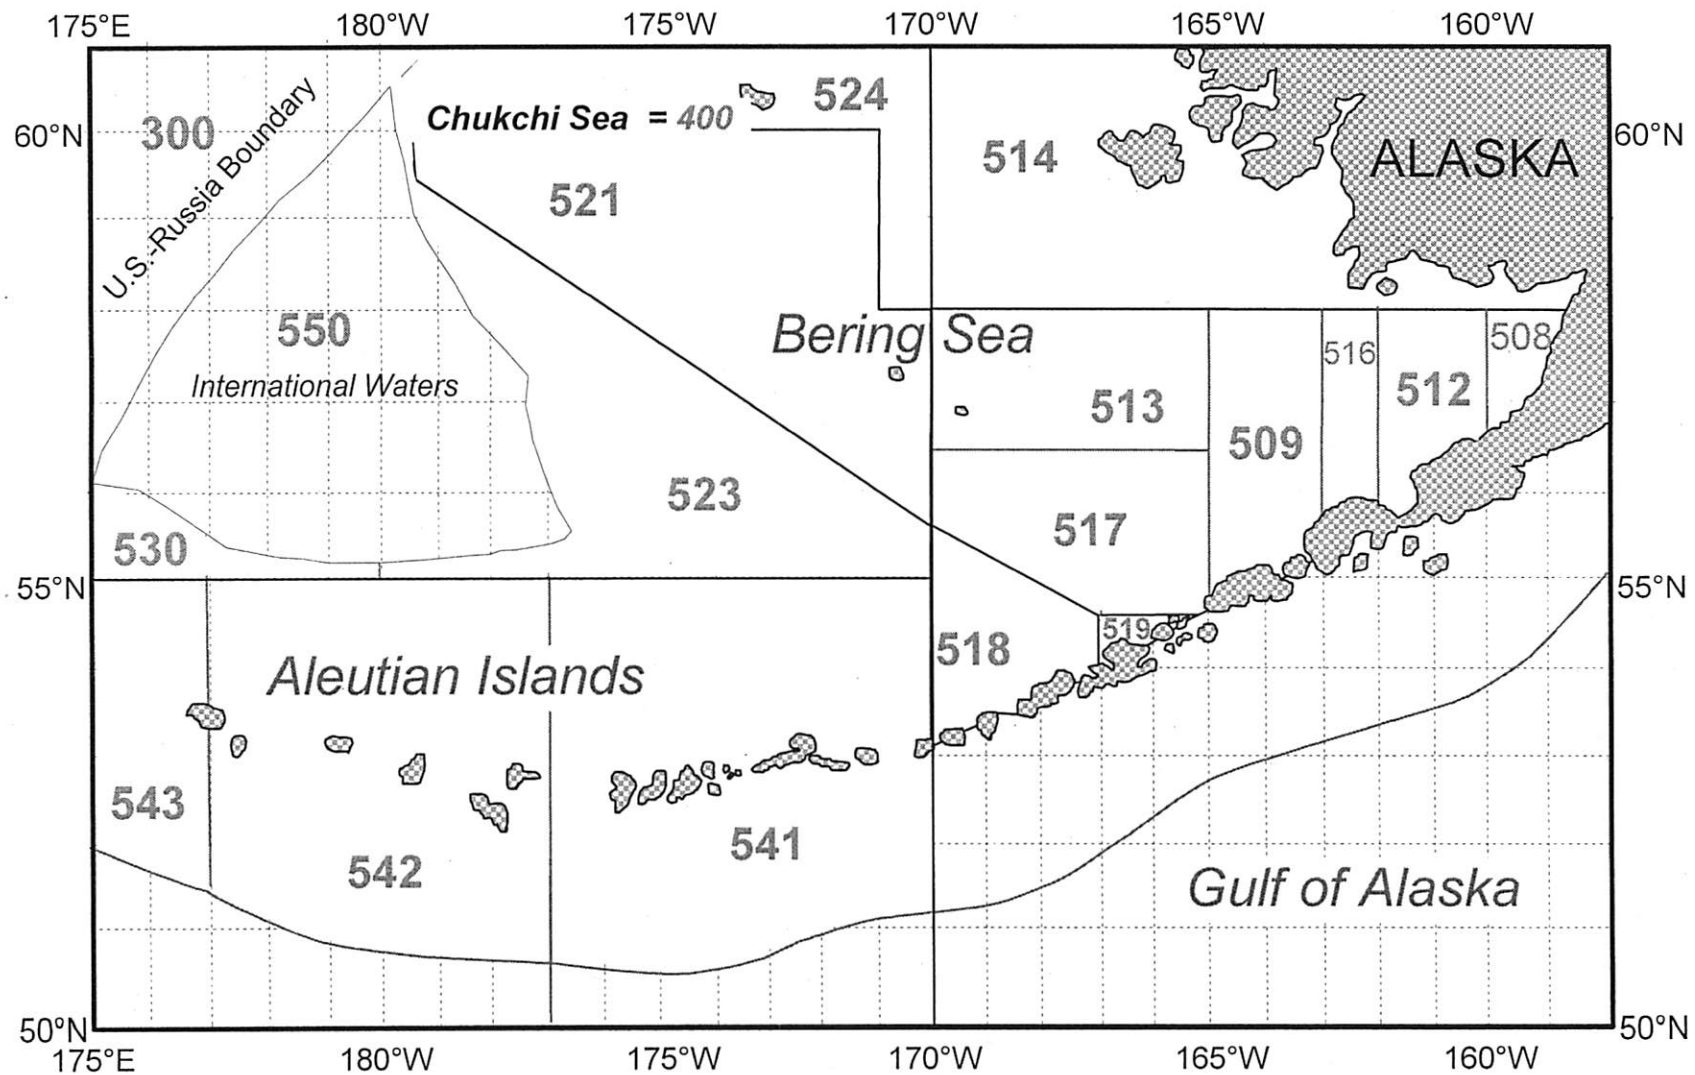 175°E 180°W 175°W 170°W 165°W 160°W
524
Chukchi Sea = 400
300
60°N
60°N
514
ALASKA
U.S.-Russia Boundary
521
550
Bering Sea
516
508
International Waters
513
512
509
523
517
530
55°N
55°N
519
518
Aleutian Islands
543
541
542
Gulf of Alaska
50°N
50°N
175°E 180°W 175°W 170°W 165°W 160°W